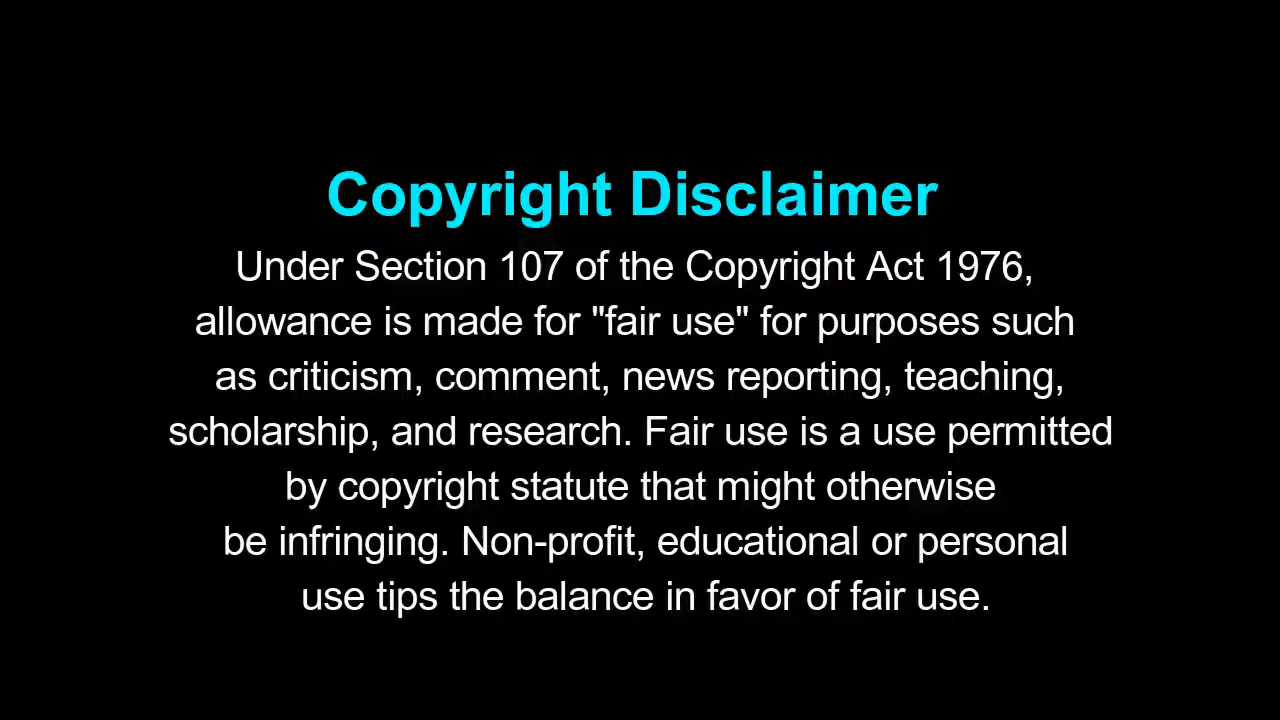 Copyright Disclaimer
Under Section 107 of the Copyright Act 1976,
allowance is made for "fair use" for purposes such
as criticism, comment, news reporting, teaching,
scholarship, and research. Fair use is a use permitted
by copyright statute that might otherwise
be infringing. Non-profit, educational or personal
use tips the balance in favor of fair use.